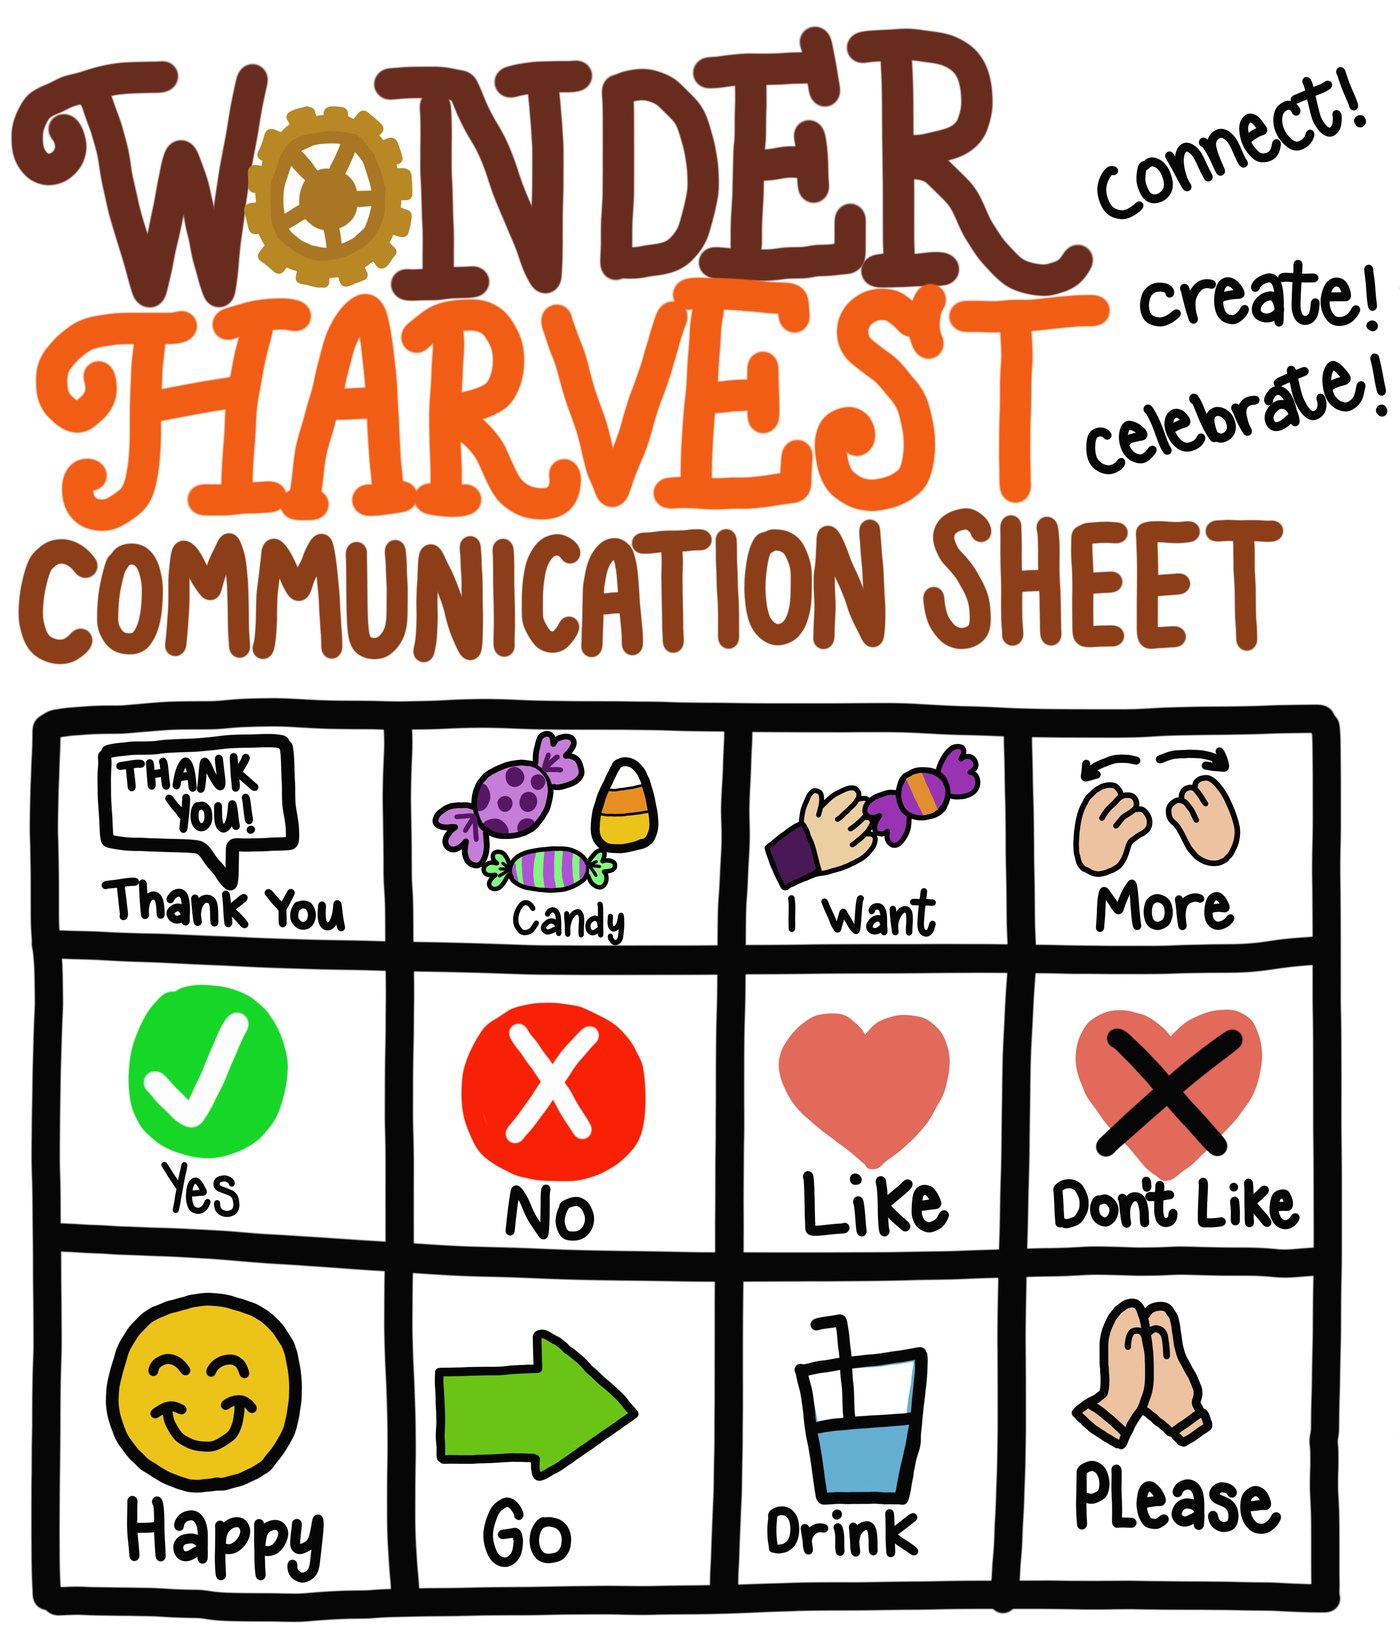 WONDER
HARVEST
COMMUNICATION SHEET
connect!
create!
celebrate!
THANK
YOU!
Thank You
Candy
I Want
More
Yes
No
Like
Don't Like
Happy
Go
Drink
Please